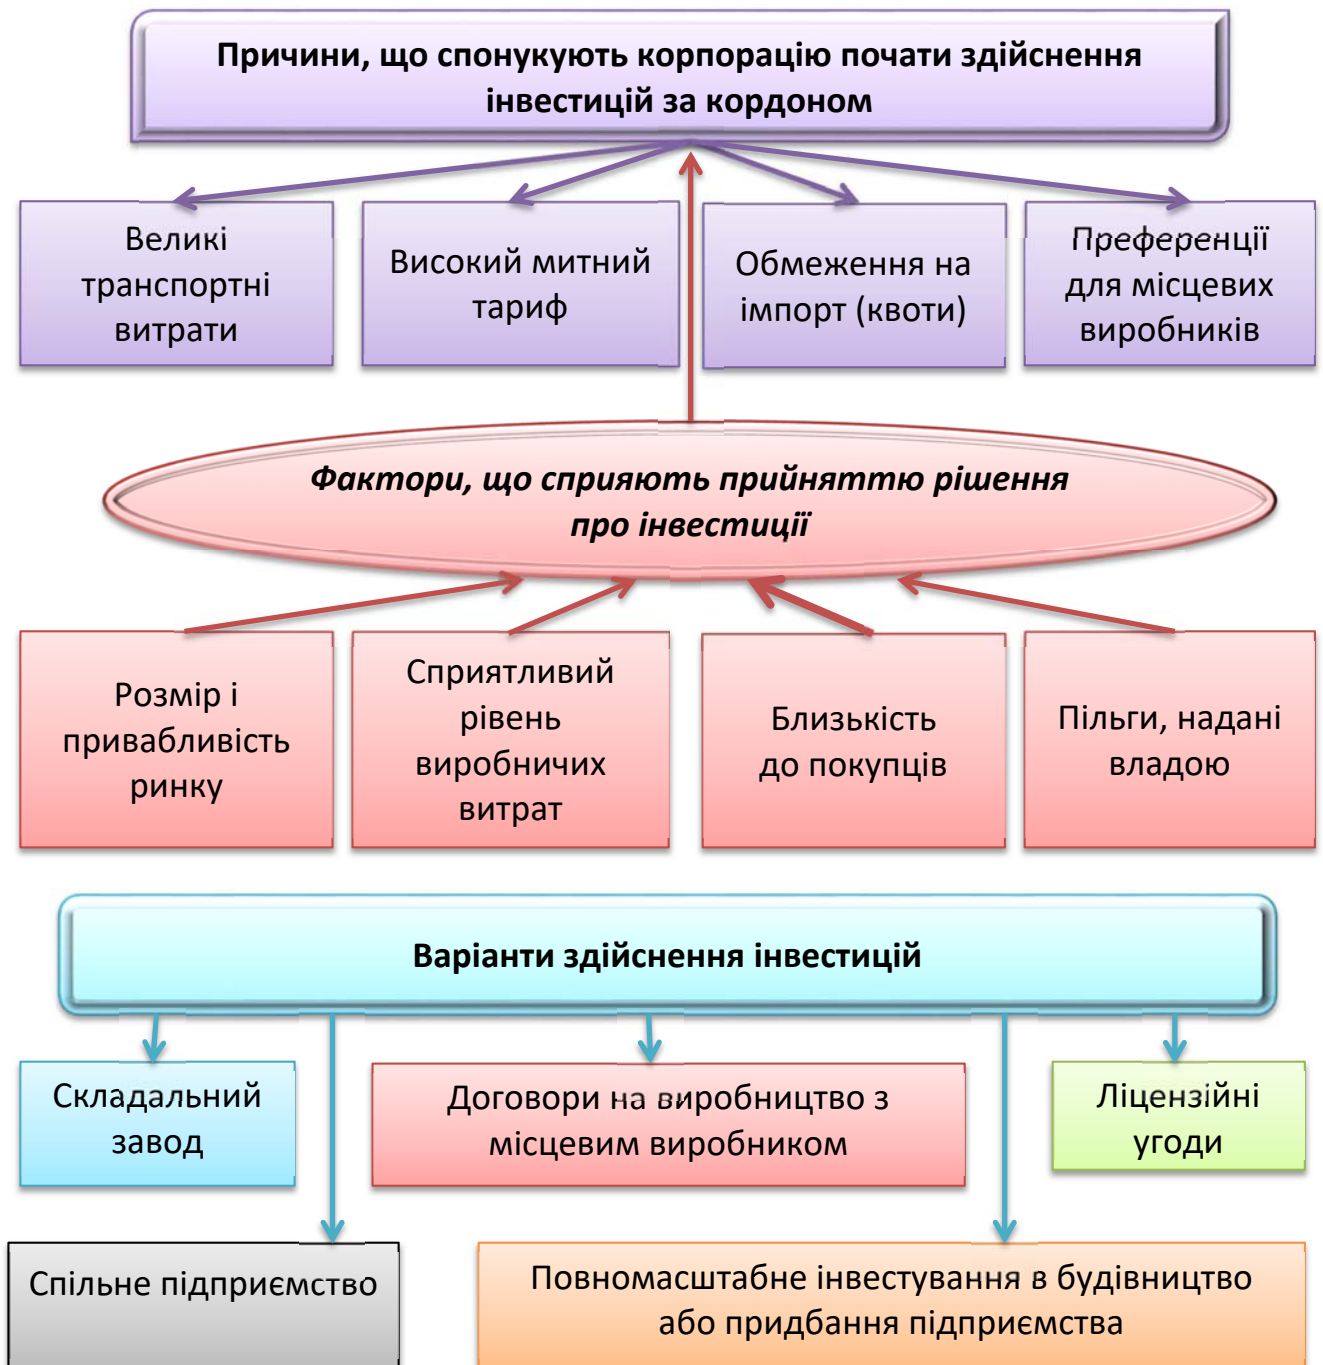 Причини, що спонукують корпорацію почати здійснення
інвестицій за кордоном
Великі
транспортні
витрати
Високий митний
тариф
Обмеження на
імпорт (квоти)
Преференції
для місцевих
виробників
Фактори, що сприяють прийняттю рішення
про інвестиції
Розмір і
привабливість
ринку
Сприятливий
рівень
виробничих
витрат
Близькість
до покупців
Пільги, надані
владою
Варіанти здійснення інвестицій
Складальний
завод
Договори на виробництво з
місцевим виробником
Ліцензійні
угоди
Спільне підприємство
Повномасштабне інвестування в будівництво
або придбання підприємства